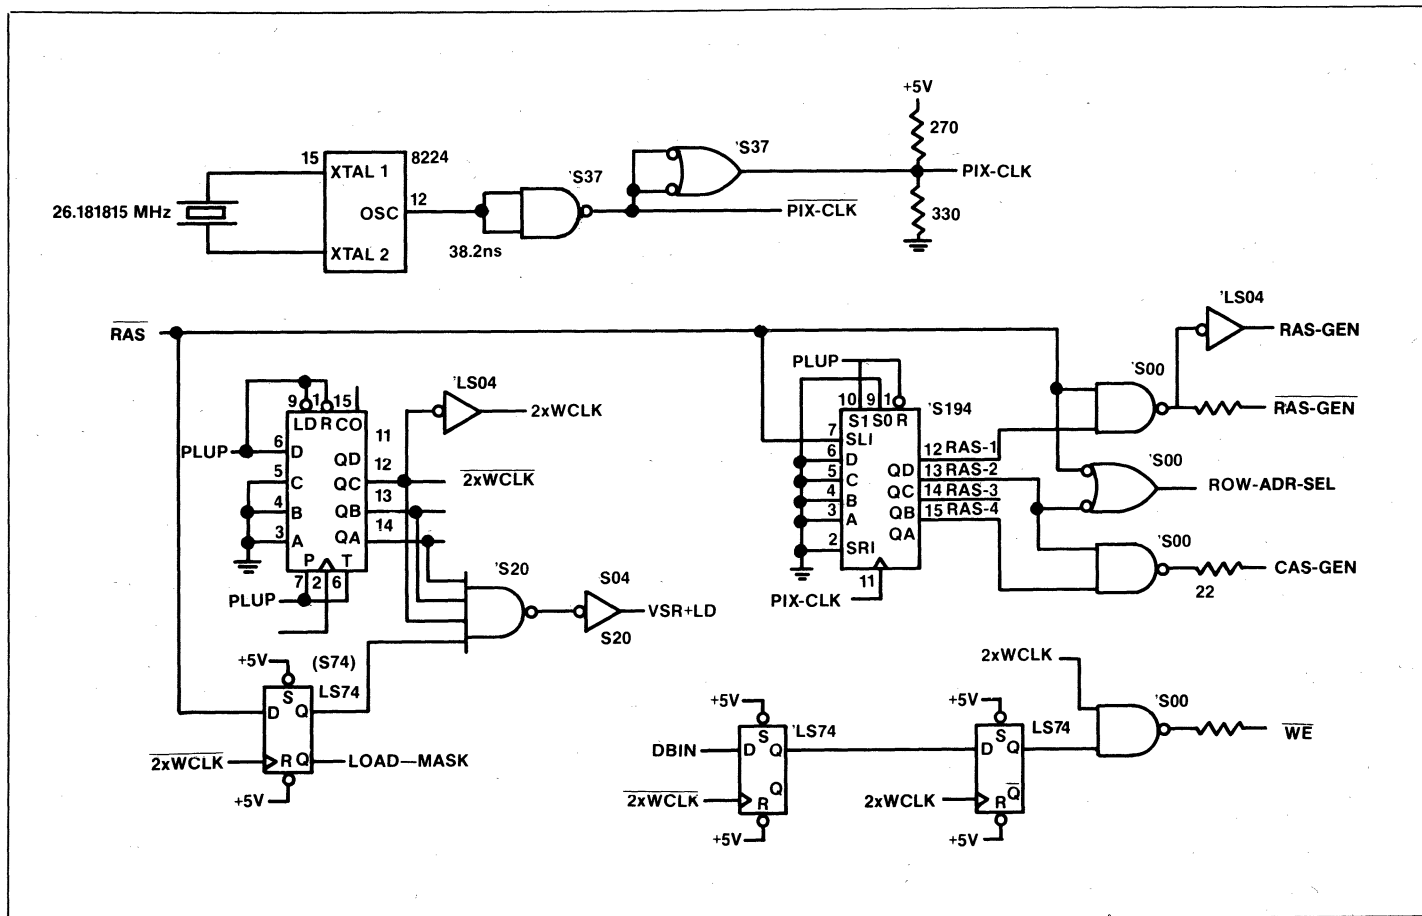 +5V
270
15
8224
XTAL 1
'S37
'S37
PIX-CLK
12
26.181815 MHz
OSC
PIX-CLK
330
38.2ns
XTAL 2
'LS04
RAS
RAS-GEN
PLUP
'LS04
'S00
9 1 15
10 9 1
'S194
RAS-GEN
LD R CO
2xWCLK
S1 S0 R
11
7
SLI
PLUP
6
D
QD
12
6
D
12 RAS-1
QD
13 RAS-2
'S00
5
C
QC
2xWCLK
5
C
QC
14 RAS-3
ROW-ADR-SEL
13
4
B
QB
4
B
QB
15 RAS-4
14
3
A
QA
3
A
QA
'S00
2
SRI
P T
7 2 6
'S20
S04
11
CAS-GEN
PLUP
PIX-CLK
22
VSR+LD
S20
+5V
(S74)
2xWCLK
S
LS74
D Q
+5V
+5V
'S00
S
'LS74
S
LS74
2xWCLK
R Q
LOAD—MASK
DBIN
D Q
D Q
WE
+5V
Q
Q
2xWCLK
R
2xWCLK
R
+5V
+5V